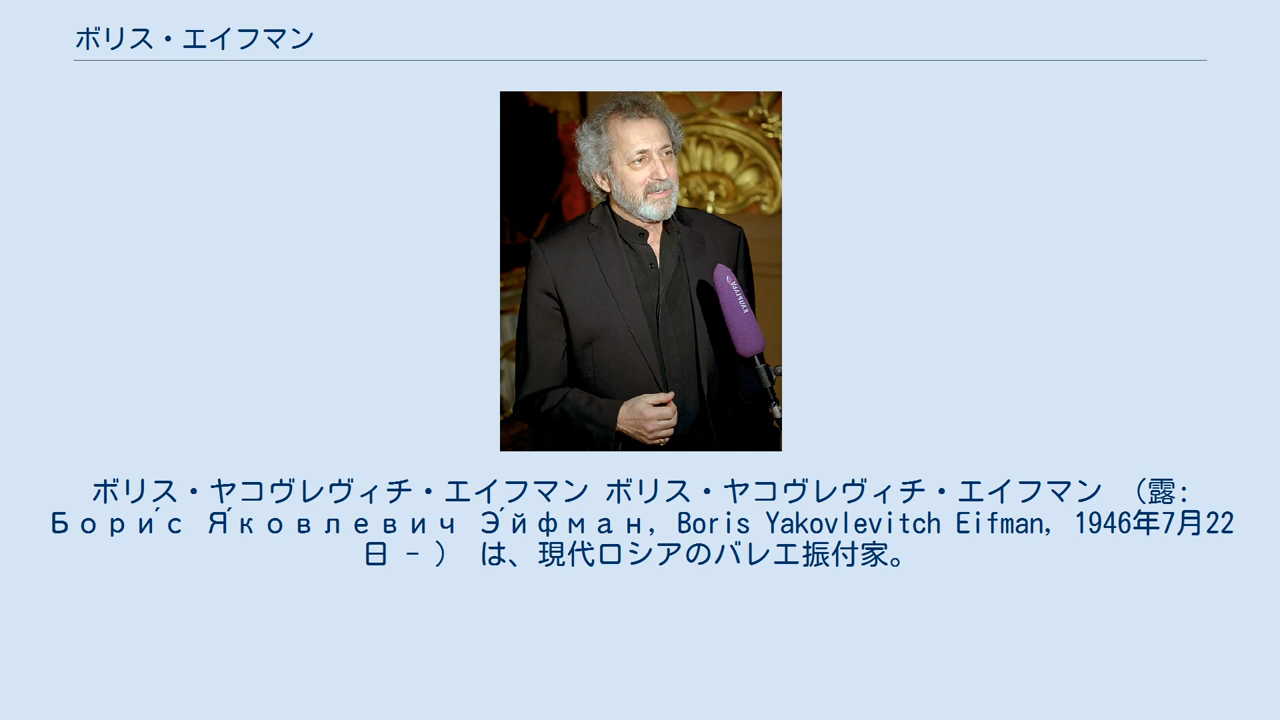 ボリス・エイフマン
ボリス・ヤコヴレヴィチ・エイフマン ボリス・ヤコヴレヴィチ・エイフマン （露:
Бори́с Я́ковлевич Э́йфман, Boris Yakovlevitch Eifman, 1946年7月22
日 - ） は、現代ロシアのバレエ振付家。